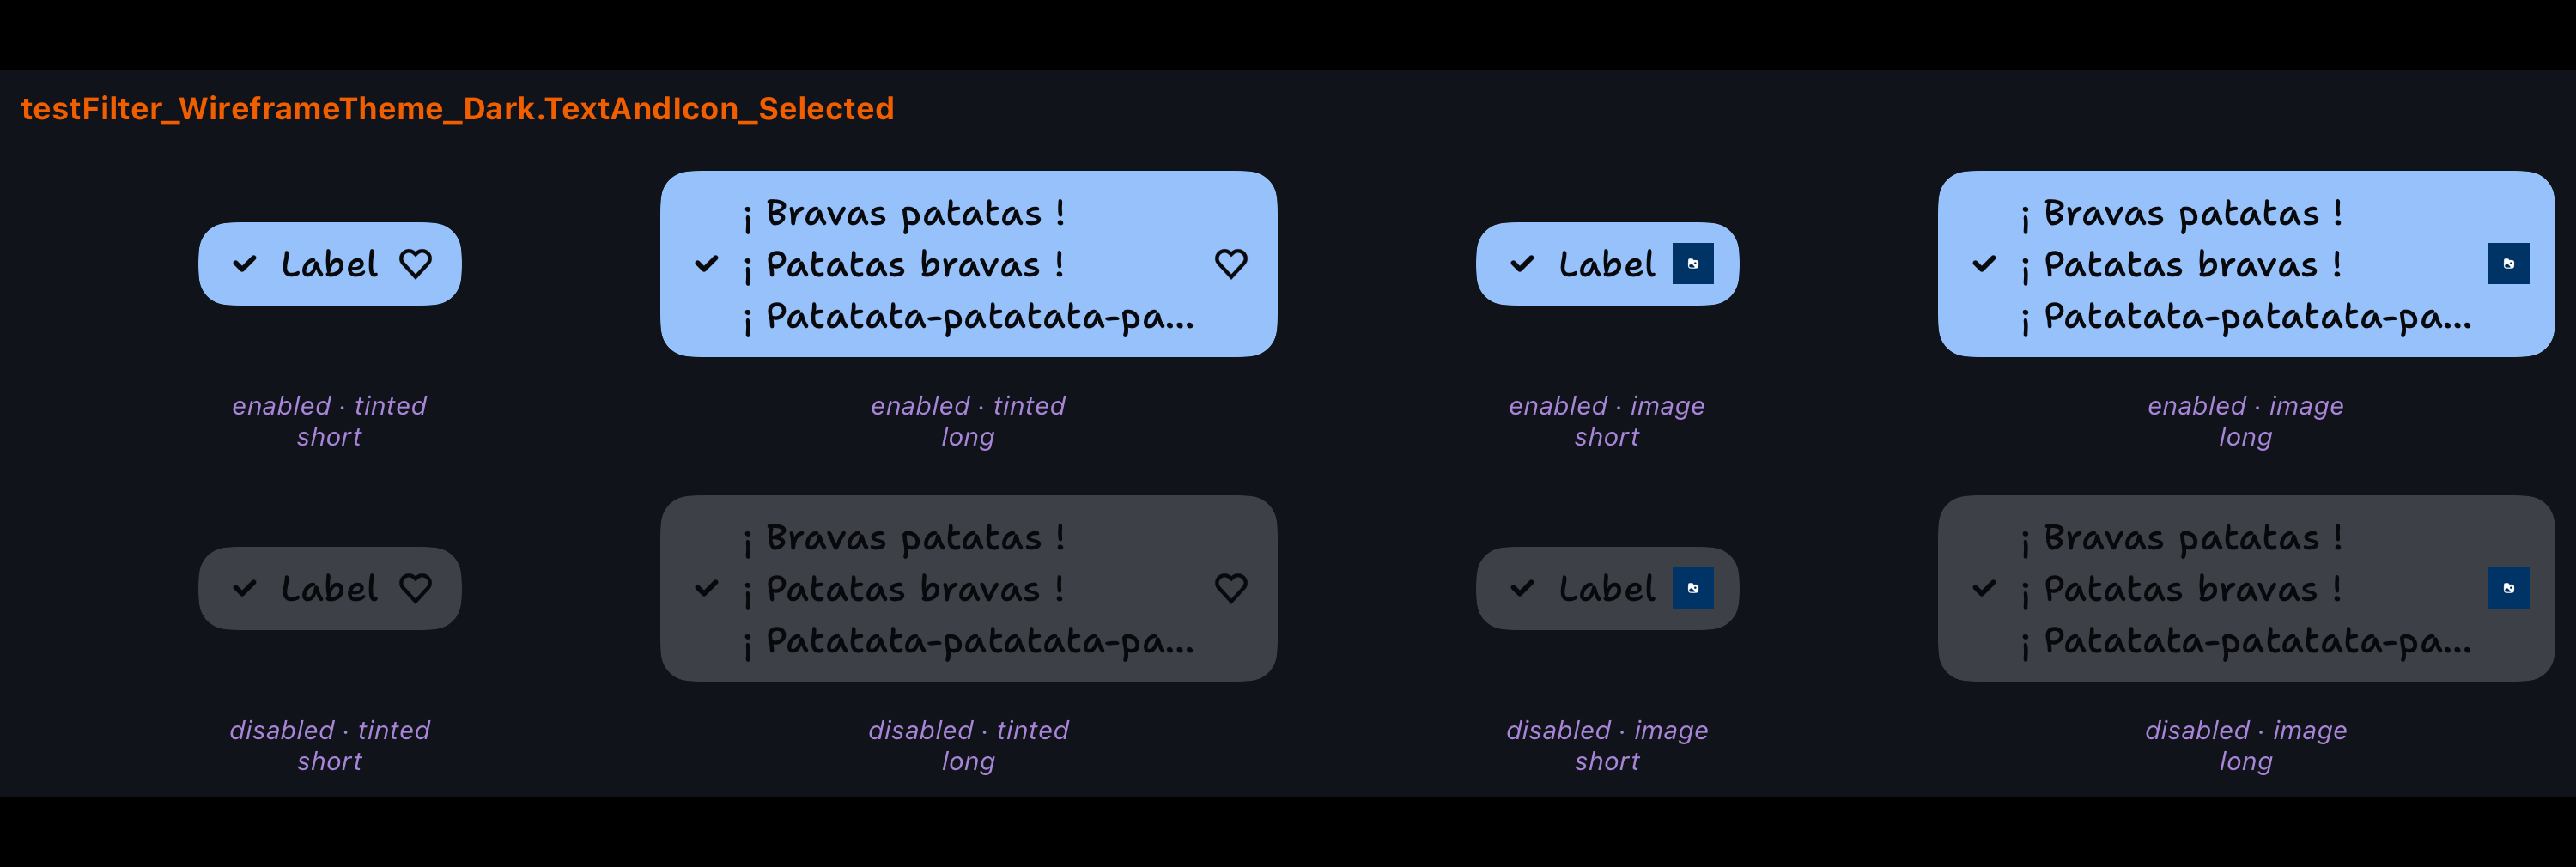 testFilter_WireframeTheme_Dark.TextAndIcon_Selected
Label
¡ Bravas patatas !
¡ Patatas bravas !
¡ Patatata-patatata-pa...
Label
¡ Bravas patatas !
¡ Patatas bravas !
¡ Patatata-patatata-pa...
enabled · tinted
short
enabled · tinted
long
enabled · image
short
enabled · image
long
Label
¡ Bravas patatas !
¡ Patatas bravas !
¡ Patatata-patatata-pa...
Label
¡ Bravas patatas !
¡ Patatas bravas !
¡ Patatata-patatata-pa...
disabled · tinted
short
disabled · tinted
long
disabled · image
short
disabled · image
long